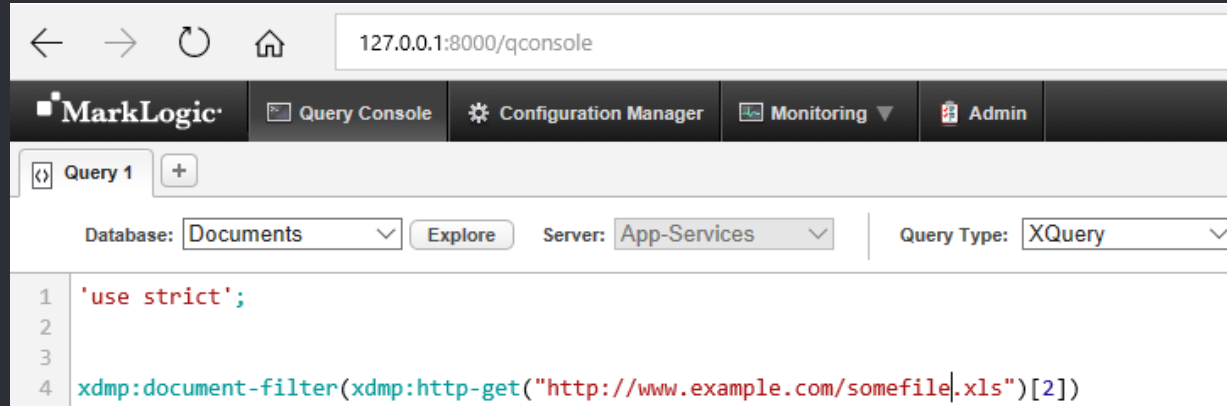 127.0.0.1:8000/qconsole
MarkLogic Query Console Configuration Manager Monitoring ▼ Admin
Query 1 +
Database: Documents Explore Server: App-Services Query Type: XQuery
1 'use strict';
2
3
4 xdmp:document-filter(xdmp:http-get("http://www.example.com/somefile.xls")[2])